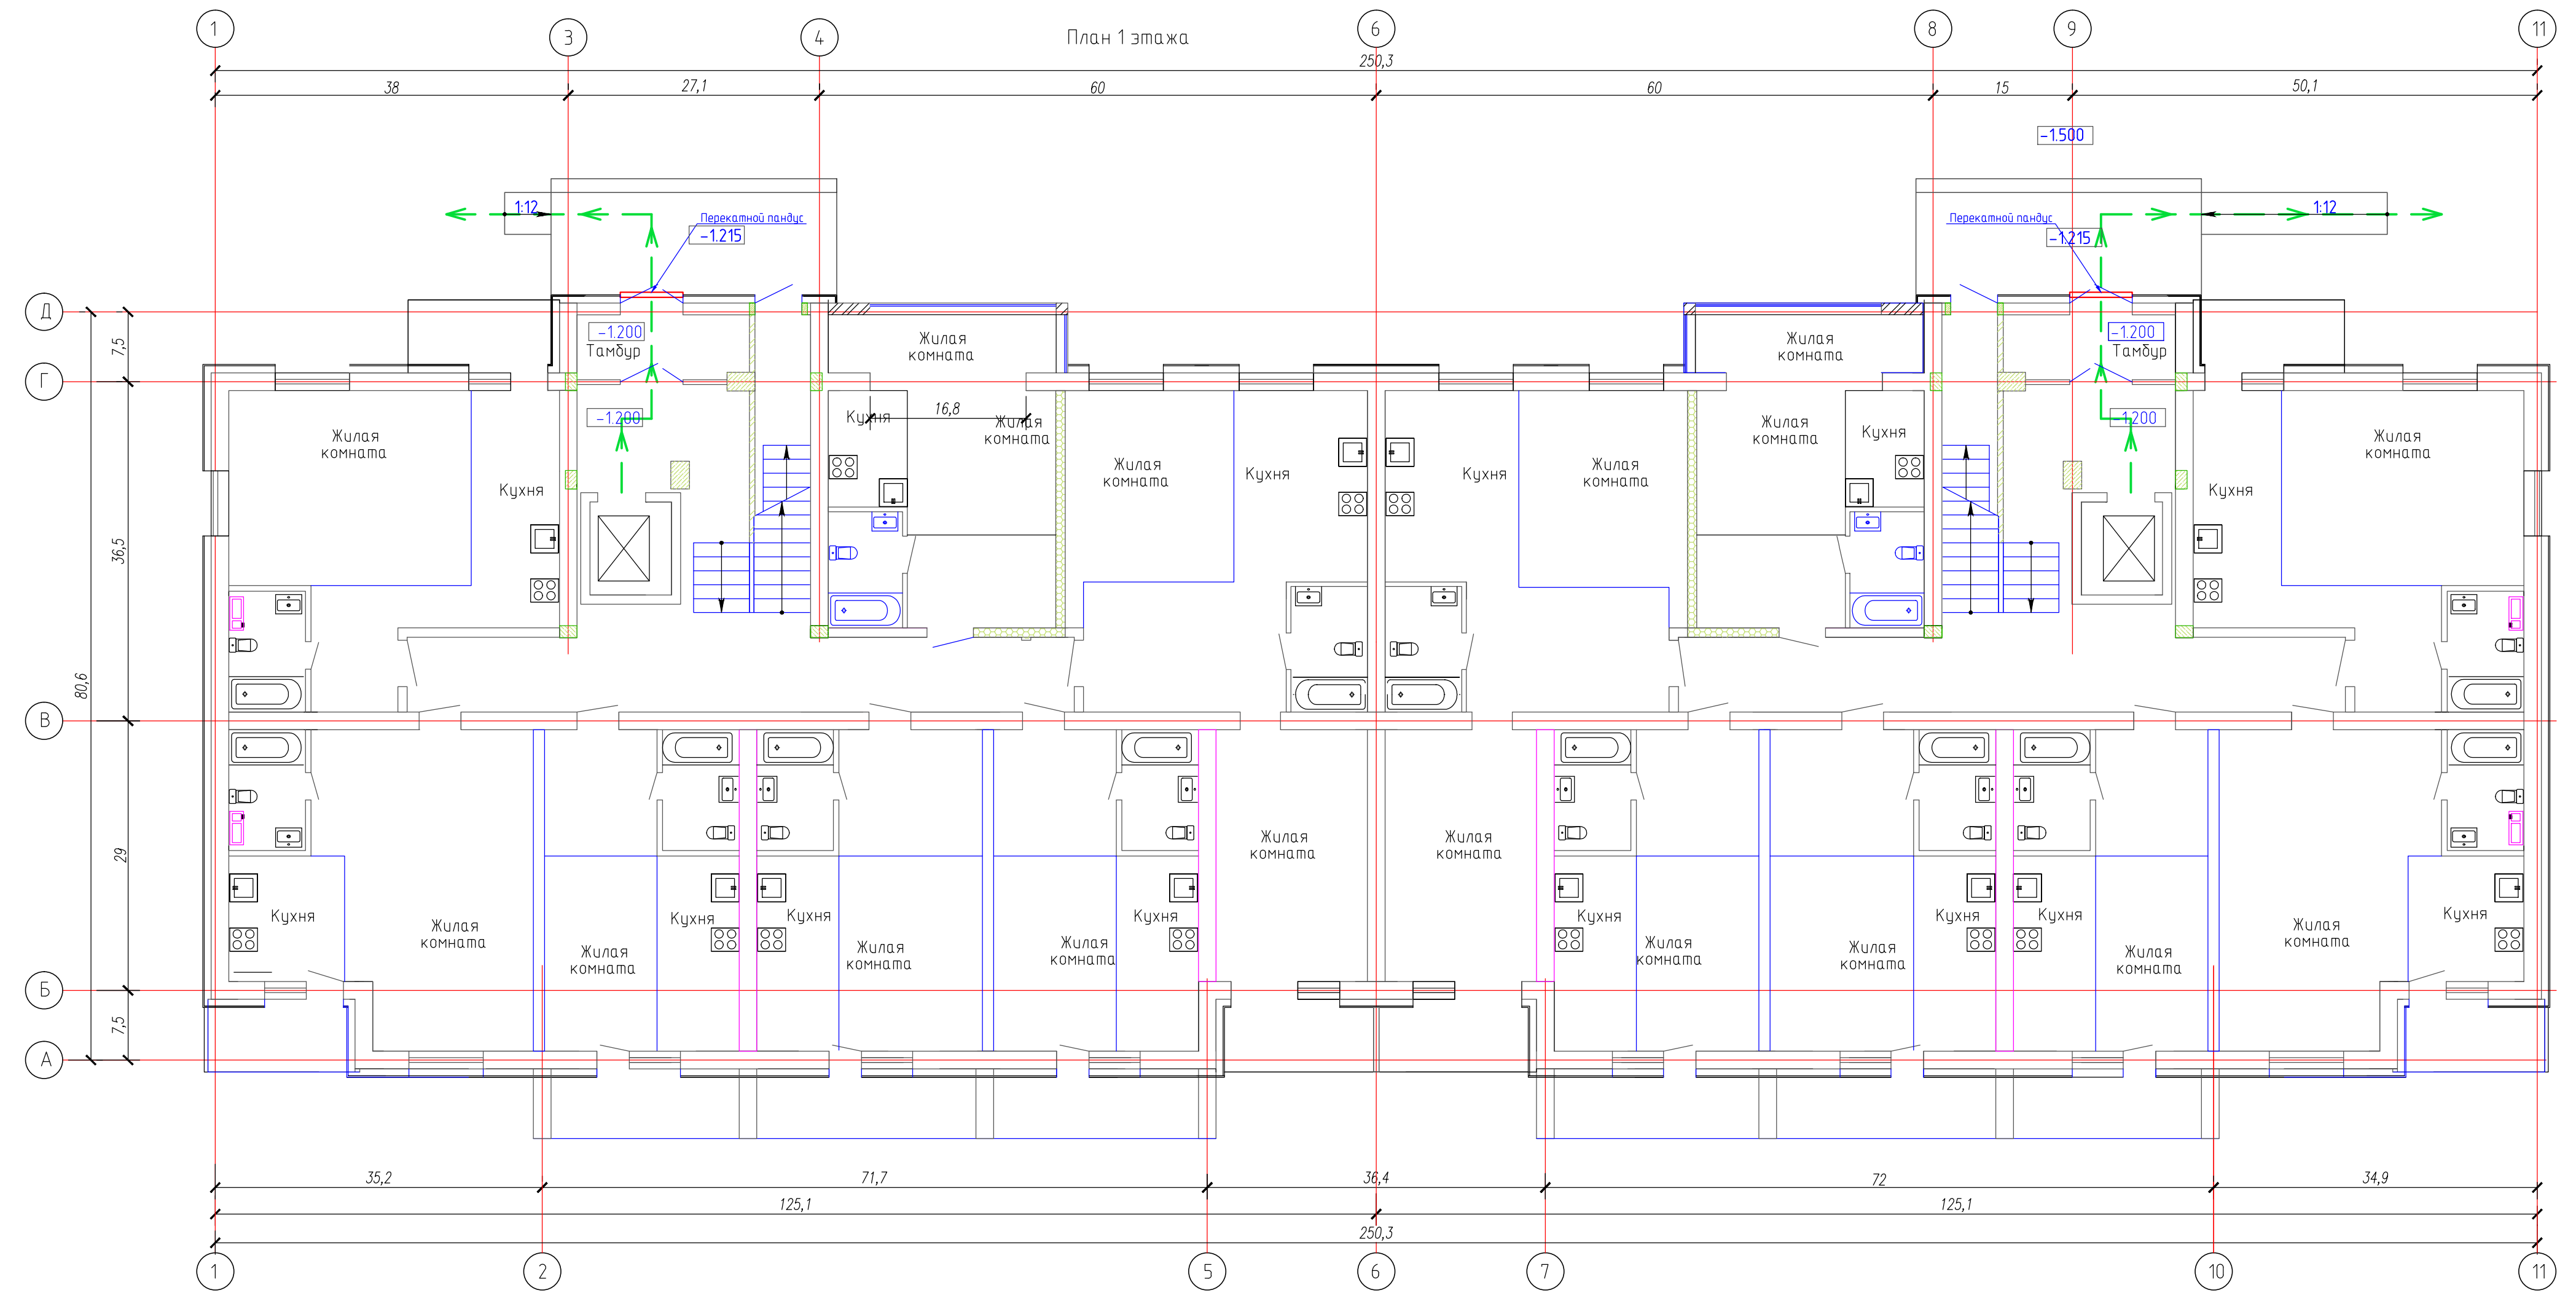 План 1 этажа
1
3
4
6
8
9
11
250,3
38
27,1
60
60
15
50,1
-1.500
1:12
Перекатной пандус
-1.215
Перекатной пандус
-1.215
1:12
Д
Г
В
Б
А
7,5
36,5
29
7,5
80,6
-1.200
Тамбур
-1.200
-1.200
Тамбур
-1.200
Жилая
комната
Жилая
комната
Кухня
16,8
Жилая
комната
Жилая
комната
Кухня
Жилая
комната
Кухня
Кухня
Жилая
комната
Жилая
комната
Кухня
Кухня
Жилая
комната
Кухня
Жилая
комната
Жилая
комната
Кухня
Жилая
комната
Жилая
комната
Кухня
Кухня
Жилая
комната
Жилая
комната
Кухня
Кухня
Жилая
комната
Жилая
комната
Кухня
Кухня
Жилая
комната
Жилая
комната
Кухня
35,2
71,7
36,4
72
34,9
125,1
125,1
250,3
1
2
5
6
7
10
11